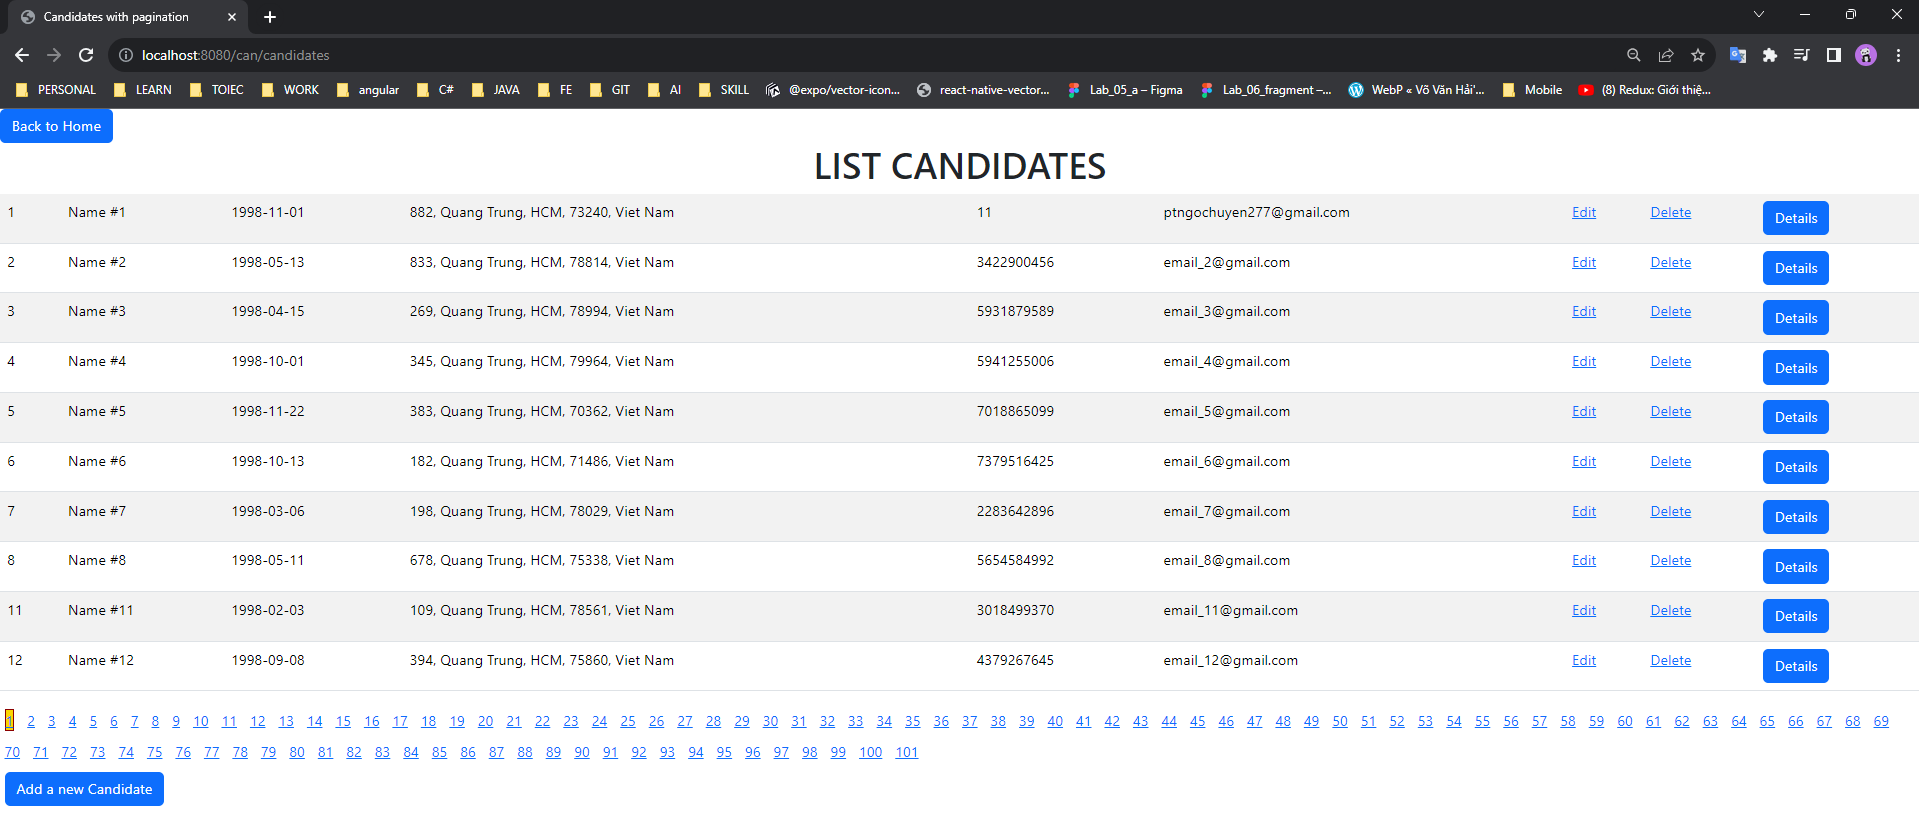 Candidates with pagination
localhost:8080/can/candidates
PERSONAL LEARN TOIEC WORK angular C# JAVA FE GIT AI SKILL @expo/vector-icon... react-native-vector... Lab_05_a – Figma Lab_06_fragment –... WebP « Võ Văn Hải'... Mobile (8) Redux: Giới thiệ...
Back to Home
LIST CANDIDATES
1 Name #1 1998-11-01 882, Quang Trung, HCM, 73240, Viet Nam 11 ptngochuyen277@gmail.com Edit Delete Details
2 Name #2 1998-05-13 833, Quang Trung, HCM, 78814, Viet Nam 3422900456 email_2@gmail.com Edit Delete Details
3 Name #3 1998-04-15 269, Quang Trung, HCM, 78994, Viet Nam 5931879589 email_3@gmail.com Edit Delete Details
4 Name #4 1998-10-01 345, Quang Trung, HCM, 79964, Viet Nam 5941255006 email_4@gmail.com Edit Delete Details
5 Name #5 1998-11-22 383, Quang Trung, HCM, 70362, Viet Nam 7018865099 email_5@gmail.com Edit Delete Details
6 Name #6 1998-10-13 182, Quang Trung, HCM, 71486, Viet Nam 7379516425 email_6@gmail.com Edit Delete Details
7 Name #7 1998-03-06 198, Quang Trung, HCM, 78029, Viet Nam 2283642896 email_7@gmail.com Edit Delete Details
8 Name #8 1998-05-11 678, Quang Trung, HCM, 75338, Viet Nam 5654584992 email_8@gmail.com Edit Delete Details
11 Name #11 1998-02-03 109, Quang Trung, HCM, 78561, Viet Nam 3018499370 email_11@gmail.com Edit Delete Details
12 Name #12 1998-09-08 394, Quang Trung, HCM, 75860, Viet Nam 4379267645 email_12@gmail.com Edit Delete Details
1 2 3 4 5 6 7 8 9 10 11 12 13 14 15 16 17 18 19 20 21 22 23 24 25 26 27 28 29 30 31 32 33 34 35 36 37 38 39 40 41 42 43 44 45 46 47 48 49 50 51 52 53 54 55 56 57 58 59 60 61 62 63 64 65 66 67 68 69
70 71 72 73 74 75 76 77 78 79 80 81 82 83 84 85 86 87 88 89 90 91 92 93 94 95 96 97 98 99 100 101
Add a new Candidate